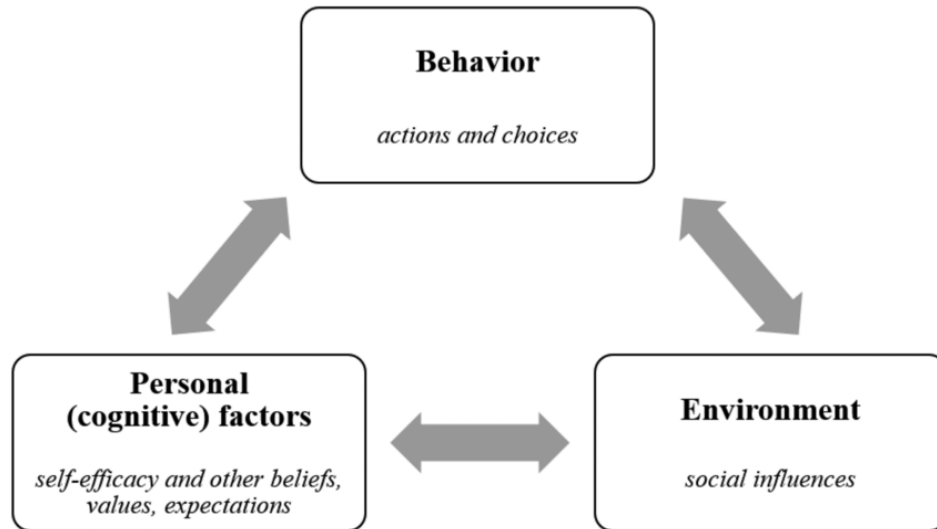 Behavior
actions and choices
Personal
(cognitive) factors
self-efficacy and other beliefs,
values, expectations
Environment
social influences